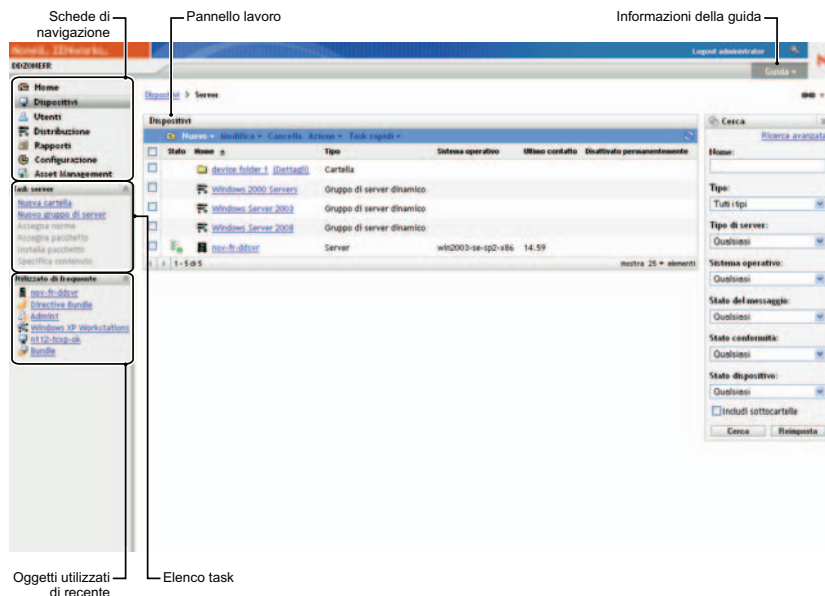 Schede di
navigazione
Pannello lavoro
Informazioni della guida
Novell. ZENworks.
Logout administrator
DDZONEFR
Guida
Home
Dispositivi
Utenti
Distribuzione
Rapporti
Configurazione
Asset Management
Task server
Nuova cartella
Nuovo gruppo di server
Assegna norme
Assegna pacchetto
Installa pacchetto
Specifica contenuto
Utilizzato di frequente
nov-fr-ddsvr
Directive Bundle
Admin1
Windows XP Workstations
n112-tcxp-ok
Bundle
Dispositivi > Server
Dispositivi
Nuovo Modifica Cancella Azione Task rapidi
Stato Nome Tipo Sistema operativo Ultimo contatto Disattivato permanentemente
device folder 1 (Dettagli) Cartella
Windows 2000 Servers Gruppo di server dinamico
Windows Server 2003 Gruppo di server dinamico
Windows Server 2008 Gruppo di server dinamico
nov-fr-ddsvr Server win2003-se-sp2-x86 14.59
1 - 5 di 5 mostra 25 elementi
Cerca
Ricerca avanzata
Nome:
Tipo:
Tutti i tipi
Tipo di server:
Qualsiasi
Sistema operativo:
Qualsiasi
Stato del messaggio:
Qualsiasi
Stato conformità:
Qualsiasi
Stato dispositivo:
Qualsiasi
Includi sottocartelle
Cerca Reimposta
Oggetti utilizzati
di recente
Elenco task